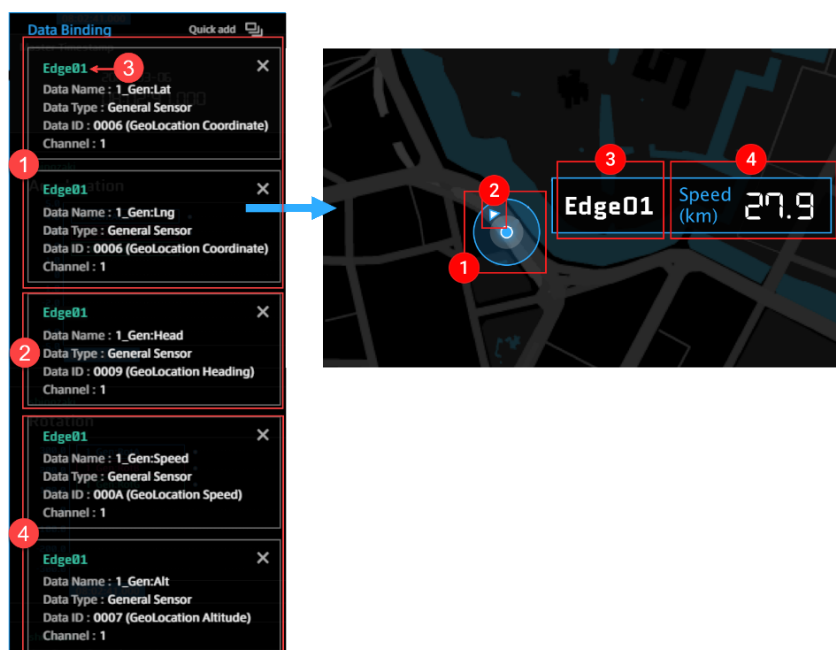 Data Binding Quick add
Edge01 3
Data Name : 1_Gen:Lat
Data Type : General Sensor
Data ID : 0006 (GeoLocation Coordinate)
Channel : 1
1
Edge01
Data Name : 1_Gen:Lng
Data Type : General Sensor
Data ID : 0006 (GeoLocation Coordinate)
Channel : 1
Edge01
Data Name : 1_Gen:Head
2
Data Type : General Sensor
Data ID : 0009 (GeoLocation Heading)
Channel : 1
Rotation
Edge01
Data Name : 1_Gen:Speed
Data Type : General Sensor
Data ID : 000A (GeoLocation Speed)
Channel : 1
4
Edge01
Data Name : 1_Gen:Alt
Data Type : General Sensor
Data ID : 0007 (GeoLocation Altitude)
Channel : 1
3 4
2
Edge01 Speed (km) 27.9
1